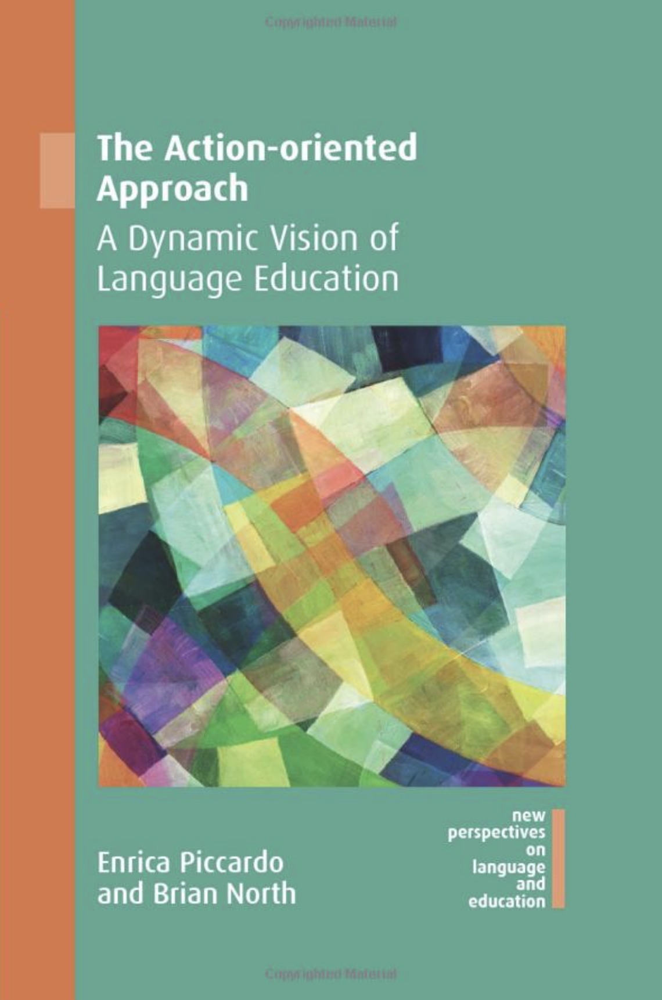 Copyrighted Material
The Action-oriented
Approach
A Dynamic Vision of
Language Education
Enrica Piccardo
and Brian North
new
perspectives
on
language
and
education
Copyrighted Material